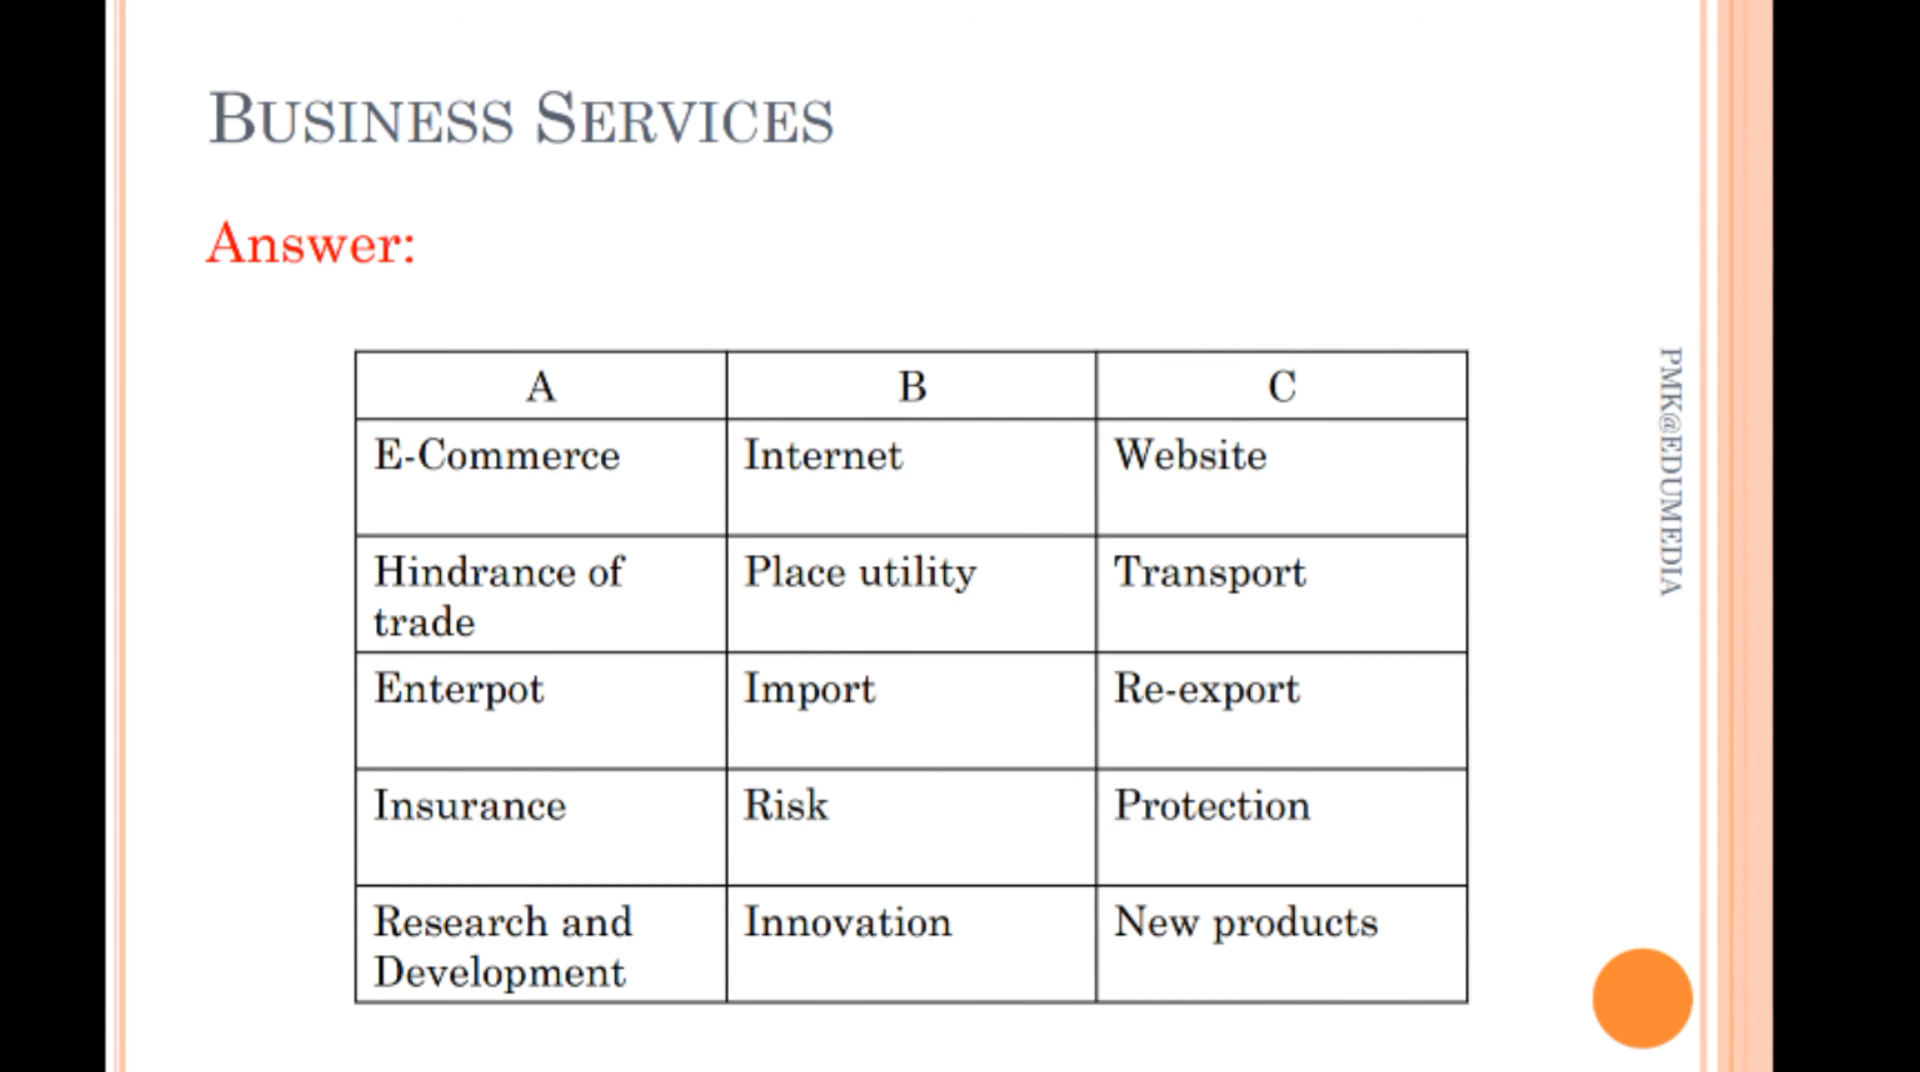 BUSINESS SERVICES
Answer:
A B C
E-Commerce Internet Website
Hindrance of Place utility Transport
trade
Enterpot Import Re-export
Insurance Risk Protection
Research and Innovation New products
Development
PMK@EDUMEDIA